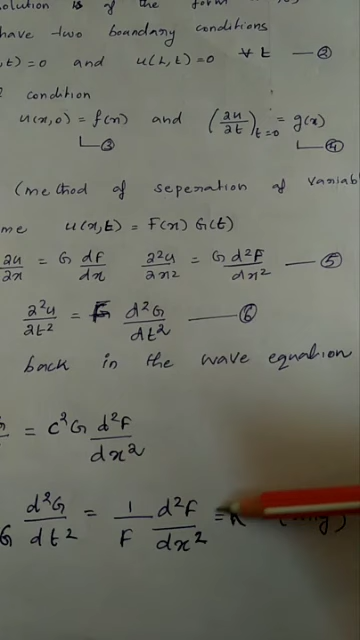 solution is of the form
have two boundary conditions
,t) = 0 and u(L,t) = 0 ∀ t — ②
condition
u(x,0) = f(x) and (∂u/∂t)t=0 = g(x)
③ ④
(method of seperation of variab
me u(x,t) = F(x) G(t)
∂u/∂x = G dF/dx ∂²u/∂x² = G d²F/dx² — ⑤
∂²u/∂t² = F d²G/dt² — ⑥
back in the wave equation
= c²G d²F/dx²
G d²G/dt² = 1/F d²F/dx² =